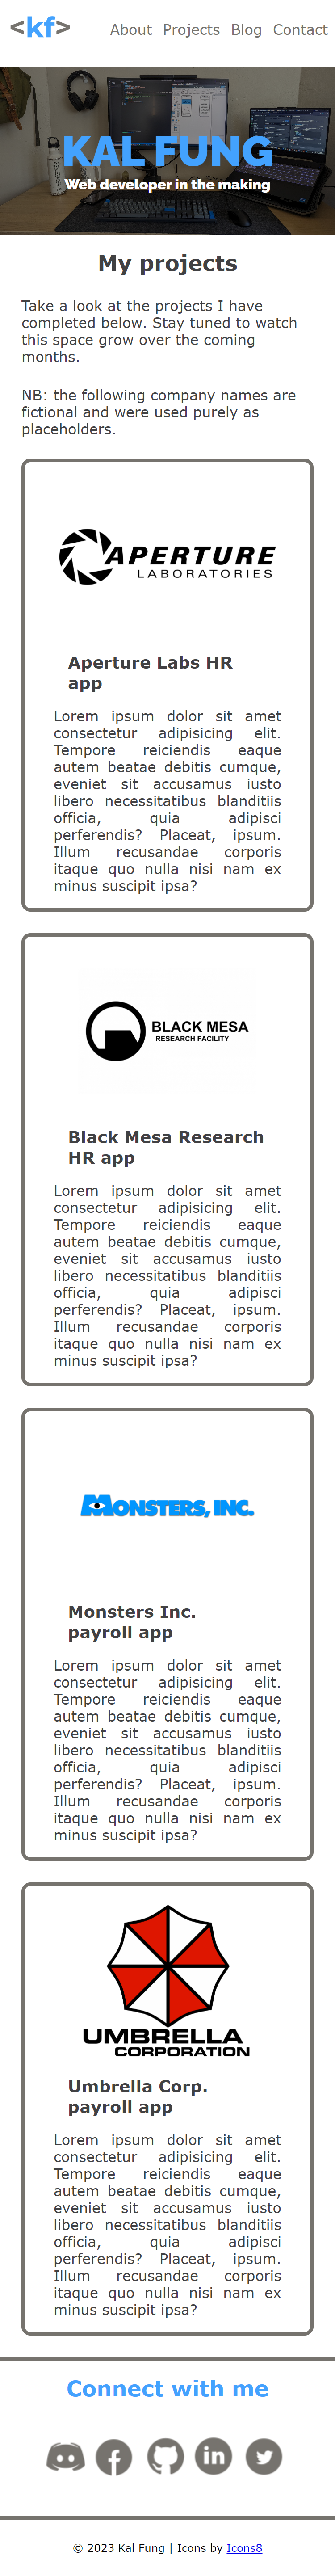 <kf>
About Projects Blog Contact
KAL FUNG
Web developer in the making
My projects
Take a look at the projects I have
completed below. Stay tuned to watch
this space grow over the coming
months.
NB: the following company names are
fictional and were used purely as
placeholders.
APERTURE
LABORATORIES
Aperture Labs HR
app
Lorem ipsum dolor sit amet
consectetur adipisicing elit.
Tempore reiciendis eaque
autem beatae debitis cumque,
eveniet sit accusamus iusto
libero necessitatibus blanditiis
officia, quia adipisci
perferendis? Placeat, ipsum.
Illum recusandae corporis
itaque quo nulla nisi nam ex
minus suscipit ipsa?
BLACK MESA
RESEARCH FACILITY
Black Mesa Research
HR app
Lorem ipsum dolor sit amet
consectetur adipisicing elit.
Tempore reiciendis eaque
autem beatae debitis cumque,
eveniet sit accusamus iusto
libero necessitatibus blanditiis
officia, quia adipisci
perferendis? Placeat, ipsum.
Illum recusandae corporis
itaque quo nulla nisi nam ex
minus suscipit ipsa?
MONSTERS, INC.
Monsters Inc.
payroll app
Lorem ipsum dolor sit amet
consectetur adipisicing elit.
Tempore reiciendis eaque
autem beatae debitis cumque,
eveniet sit accusamus iusto
libero necessitatibus blanditiis
officia, quia adipisci
perferendis? Placeat, ipsum.
Illum recusandae corporis
itaque quo nulla nisi nam ex
minus suscipit ipsa?
UMBRELLA
CORPORATION
Umbrella Corp.
payroll app
Lorem ipsum dolor sit amet
consectetur adipisicing elit.
Tempore reiciendis eaque
autem beatae debitis cumque,
eveniet sit accusamus iusto
libero necessitatibus blanditiis
officia, quia adipisci
perferendis? Placeat, ipsum.
Illum recusandae corporis
itaque quo nulla nisi nam ex
minus suscipit ipsa?
Connect with me
© 2023 Kal Fung | Icons by Icons8